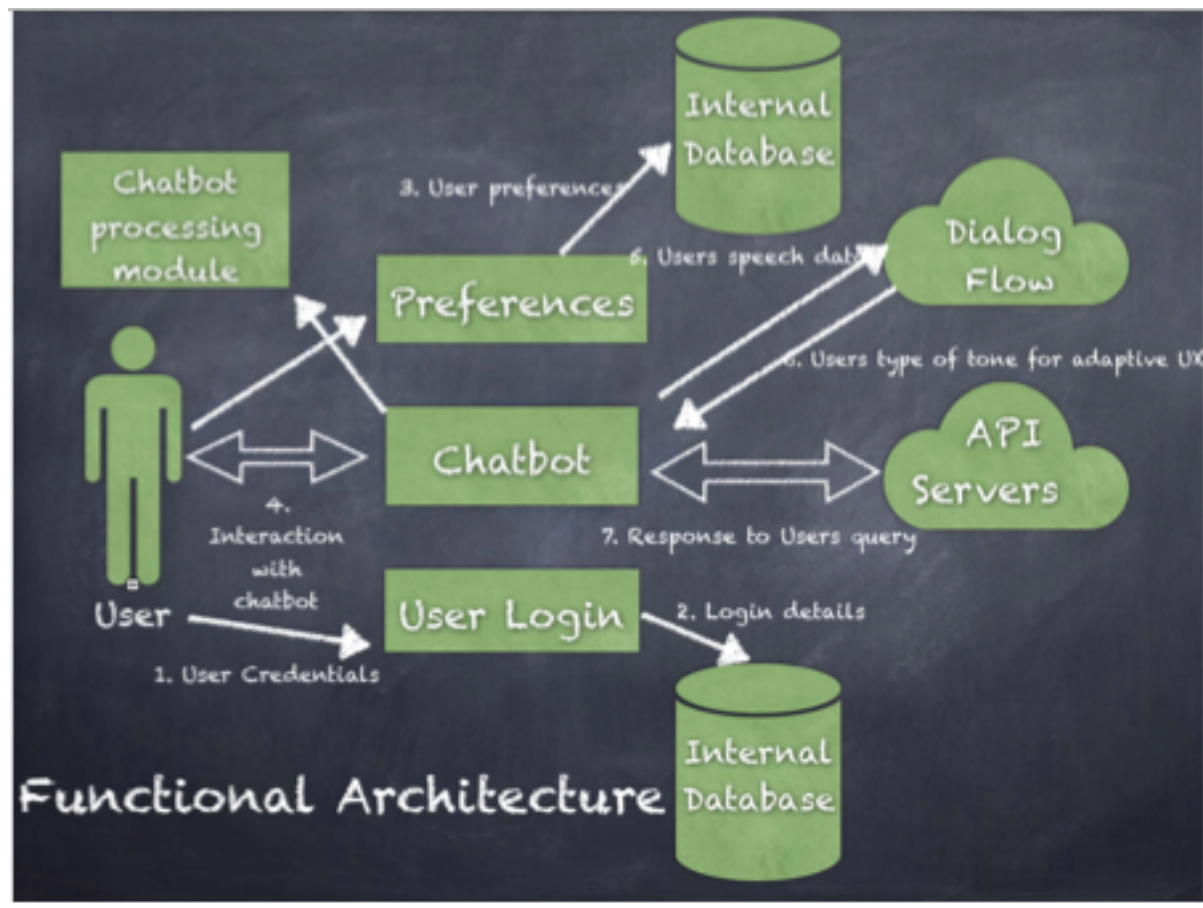 Internal
Database
Chatbot
processing
module
3. User preferences
Dialog
Flow
5. Users speech data
Preferences
6. Users type of tone for adaptive UX
Chatbot
API
Servers
4.
Interaction
with
chatbot
7. Response to Users query
User
User Login
2. Login details
1. User Credentials
Internal
Database
Functional Architecture